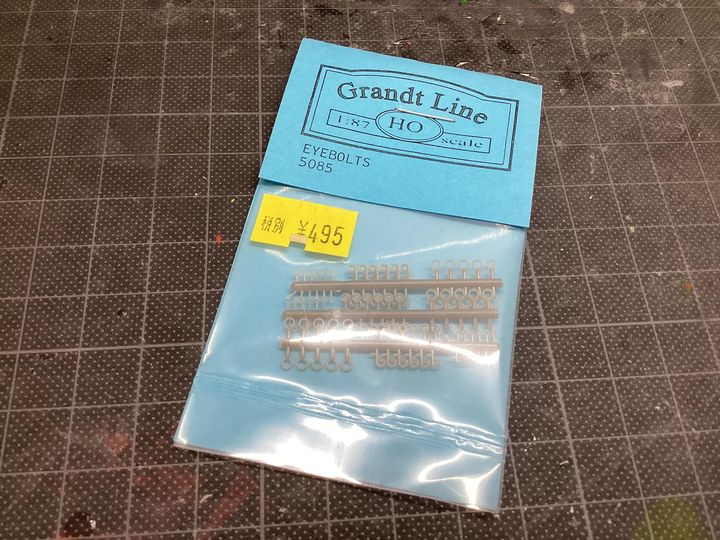 Grandt Line
1:87 HO scale
EYEBOLTS
5085
税別 ¥495